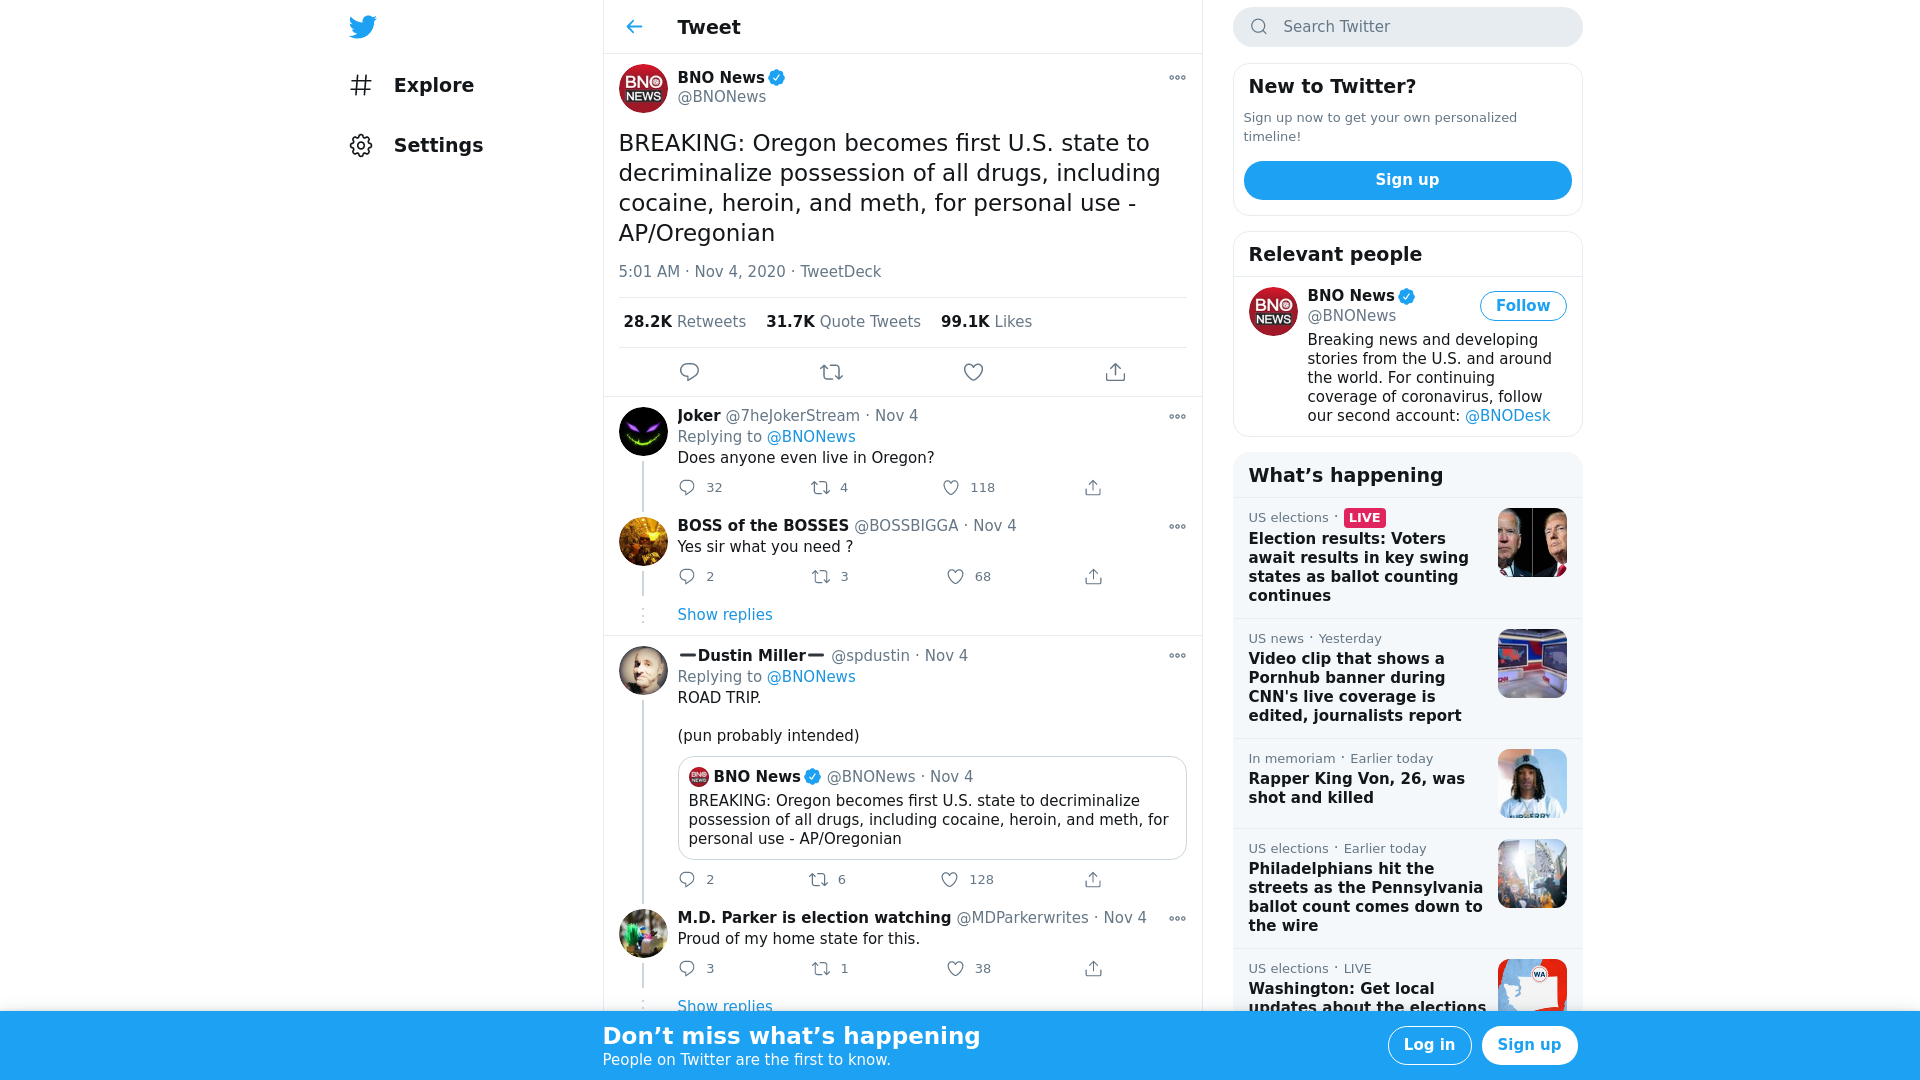 Explore
Settings
Tweet
BNO NEWS
BNO News
@BNONews
BREAKING: Oregon becomes first U.S. state to
decriminalize possession of all drugs, including
cocaine, heroin, and meth, for personal use -
AP/Oregonian
5:01 AM · Nov 4, 2020 · TweetDeck
28.2K Retweets 31.7K Quote Tweets 99.1K Likes
Joker @7heJokerStream · Nov 4
Replying to @BNONews
Does anyone even live in Oregon?
32 4 118
BOSS of the BOSSES @BOSSBIGGA · Nov 4
Yes sir what you need ?
2 3 68
Show replies
➖Dustin Miller➖ @spdustin · Nov 4
Replying to @BNONews
ROAD TRIP.
(pun probably intended)
BNO News @BNONews · Nov 4
BREAKING: Oregon becomes first U.S. state to decriminalize
possession of all drugs, including cocaine, heroin, and meth, for
personal use - AP/Oregonian
2 6 128
M.D. Parker is election watching @MDParkerwrites · Nov 4
Proud of my home state for this.
3 1 38
Show replies
Search Twitter
New to Twitter?
Sign up now to get your own personalized
timeline!
Sign up
Relevant people
BNO NEWS
BNO News
@BNONews
Follow
Breaking news and developing
stories from the U.S. and around
the world. For continuing
coverage of coronavirus, follow
our second account: @BNODesk
What's happening
US elections · LIVE
Election results: Voters
await results in key swing
states as ballot counting
continues
US news · Yesterday
Video clip that shows a
Pornhub banner during
CNN's live coverage is
edited, journalists report
In memoriam · Earlier today
Rapper King Von, 26, was
shot and killed
US elections · Earlier today
Philadelphians hit the
streets as the Pennsylvania
ballot count comes down to
the wire
US elections · LIVE
Washington: Get local
updates about the elections
WA
Don't miss what's happening
People on Twitter are the first to know.
Log in
Sign up